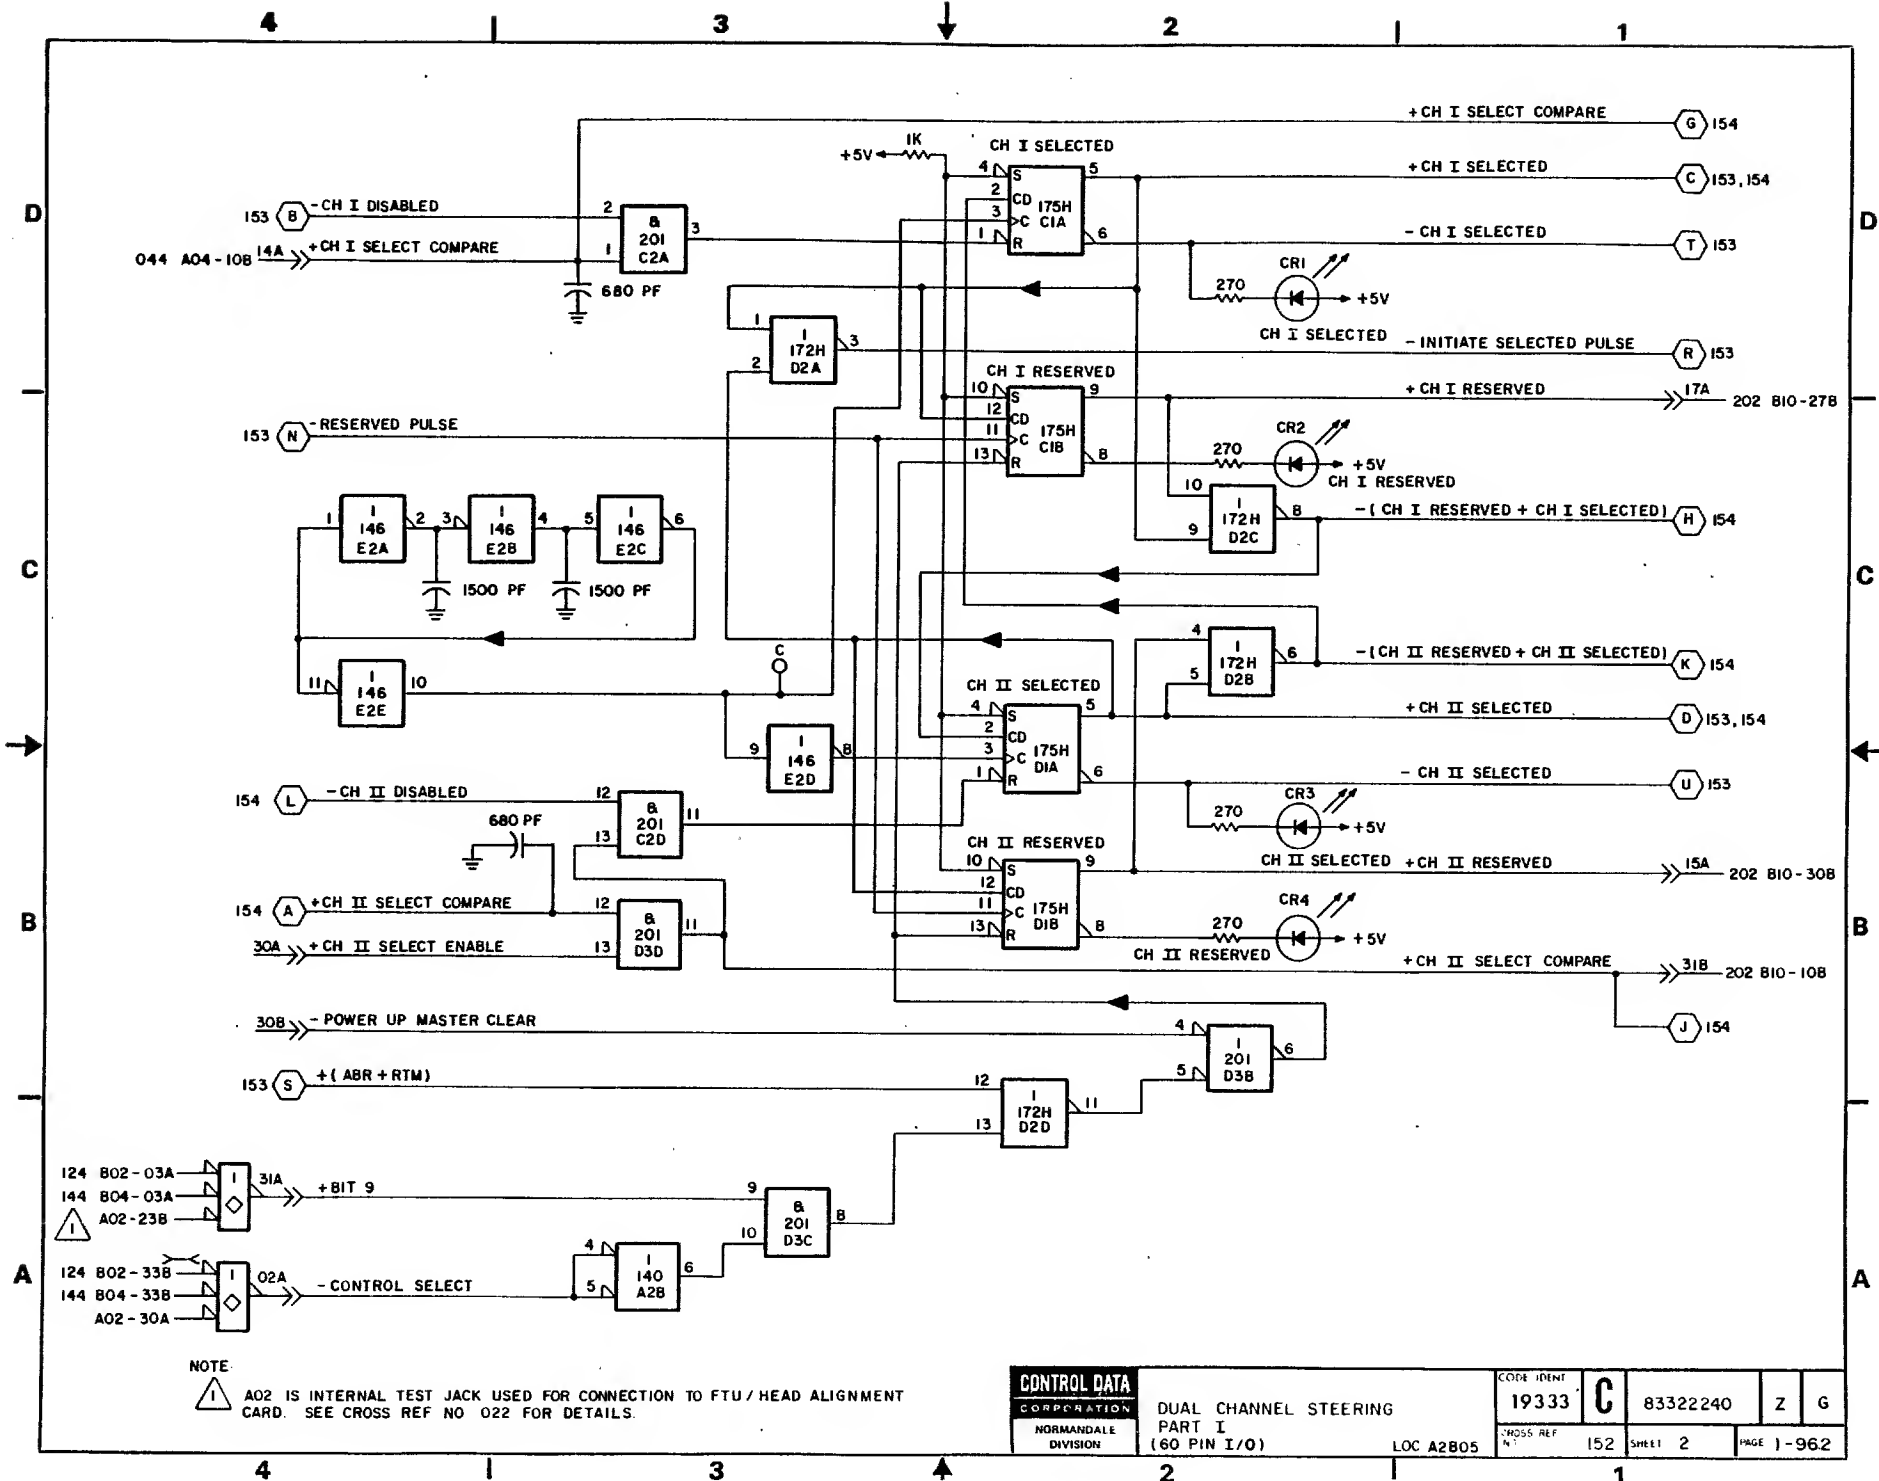 4 3 2 1
+CH I SELECT COMPARE G 154
+5V 1K CH I SELECTED
+CH I SELECTED C 153,154
4 S 5
2 CD 175H
3 C C1A
1 R 6
D D
153 B -CH I DISABLED 2 & 3
201
044 A04-10B 14A +CH I SELECT COMPARE 1 C2A
680 PF
-CH I SELECTED T 153
CR1
270 +5V
CH I SELECTED
1 I 3
172H
2 D2A
-INITIATE SELECTED PULSE R 153
CH I RESERVED
10 S 9
12 CD
11 C 175H
13 R C1B 8
+CH I RESERVED 17A 202 B10-27B
153 N -RESERVED PULSE
CR2
270 +5V
CH I RESERVED
10 I 8
172H
9 D2C
-(CH I RESERVED + CH I SELECTED) H 154
1 I 2 3 I 4 5 I 6
146 146 146
E2A E2B E2C
1500 PF 1500 PF
C C
4 I 6
172H
5 D2B
-(CH II RESERVED + CH II SELECTED) K 154
C
11 I 10
146
E2E
CH II SELECTED
4 S 5
2 CD
3 C 175H
1 R D1A 6
+CH II SELECTED D 153,154
9 I 8
146
E2D
-CH II SELECTED U 153
CR3
270 +5V
CH II SELECTED
154 L -CH II DISABLED 12 & 11
201
13 C2D
680 PF
CH II RESERVED
10 S 9
12 CD
11 C 175H
13 R D1B 8
+CH II RESERVED 15A 202 B10-30B
154 A +CH II SELECT COMPARE 12 & 11
201
30A +CH II SELECT ENABLE 13 D3D
B B
CR4
270 +5V
CH II RESERVED
+CH II SELECT COMPARE 31B 202 B10-10B
J 154
30B -POWER UP MASTER CLEAR 4 I 6
201
5 D3B
153 S +(ABR+RTM) 12 I 11
172H
13 D2D
124 B02-03A I 31A +BIT 9 9 & 8
144 B04-03A 201
1 A02-23B 10 D3C
A A
124 B02-33B I 02A -CONTROL SELECT 4 I 6
144 B04-33B 140
A02-30A 5 A2B
NOTE
1 A02 IS INTERNAL TEST JACK USED FOR CONNECTION TO FTU/HEAD ALIGNMENT
CARD. SEE CROSS REF NO 022 FOR DETAILS.
CONTROL DATA
CORPORATION
NORMANDALE
DIVISION
DUAL CHANNEL STEERING
PART I
(60 PIN I/O) LOC A2B05
CODE IDENT
19333 C 83322240 Z G
CROSS REF
152 SHEET 2 PAGE 1-96.2
4 3 2 1